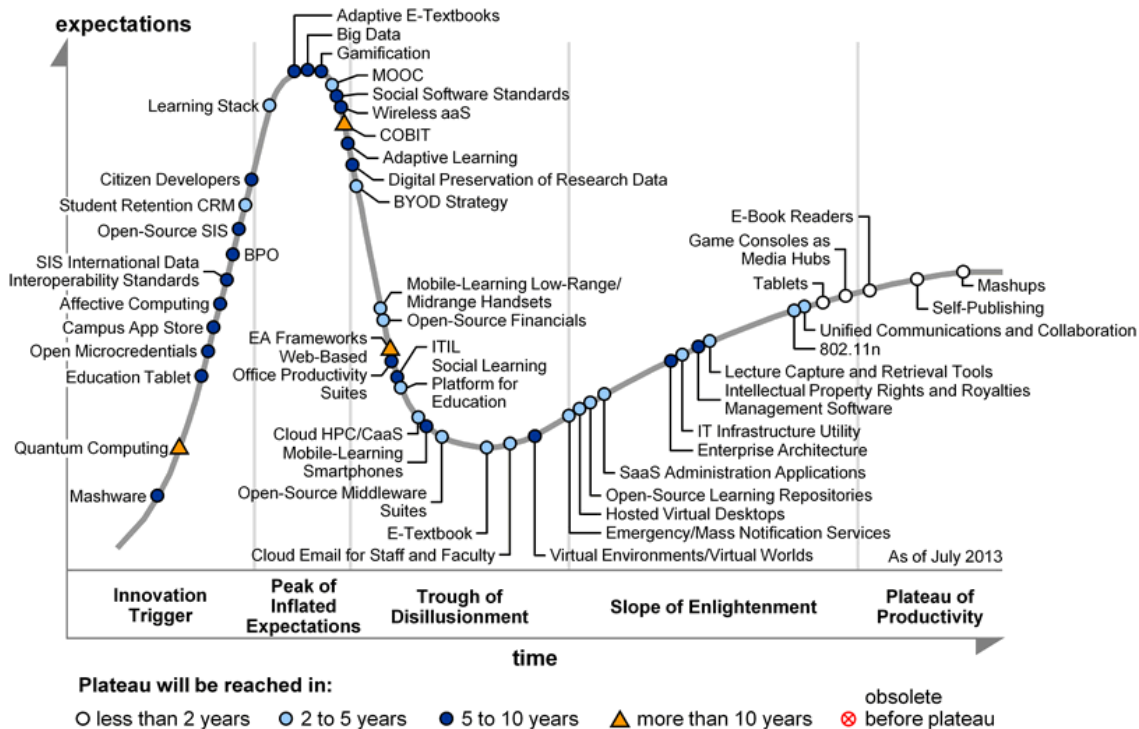 expectations
Adaptive E-Textbooks
Big Data
Gamification
MOOC
Social Software Standards
Wireless aaS
COBIT
Adaptive Learning
Digital Preservation of Research Data
BYOD Strategy
Learning Stack
Citizen Developers
Student Retention CRM
Open-Source SIS
BPO
SIS International Data
Interoperability Standards
Affective Computing
Campus App Store
Open Microcredentials
Education Tablet
Quantum Computing
Mashware
Mobile-Learning Low-Range/
Midrange Handsets
Open-Source Financials
EA Frameworks
Web-Based
Office Productivity
Suites
ITIL
Social Learning
Platform for
Education
Cloud HPC/CaaS
Mobile-Learning
Smartphones
Open-Source Middleware
Suites
E-Textbook
Cloud Email for Staff and Faculty
Virtual Environments/Virtual Worlds
Emergency/Mass Notification Services
Hosted Virtual Desktops
Open-Source Learning Repositories
SaaS Administration Applications
Enterprise Architecture
IT Infrastructure Utility
Intellectual Property Rights and Royalties
Management Software
Lecture Capture and Retrieval Tools
802.11n
Unified Communications and Collaboration
Tablets
Game Consoles as
Media Hubs
E-Book Readers
Self-Publishing
Mashups
As of July 2013
Innovation
Trigger
Peak of
Inflated
Expectations
Trough of
Disillusionment
Slope of Enlightenment
Plateau of
Productivity
time
Plateau will be reached in:
less than 2 years
2 to 5 years
5 to 10 years
more than 10 years
obsolete
before plateau